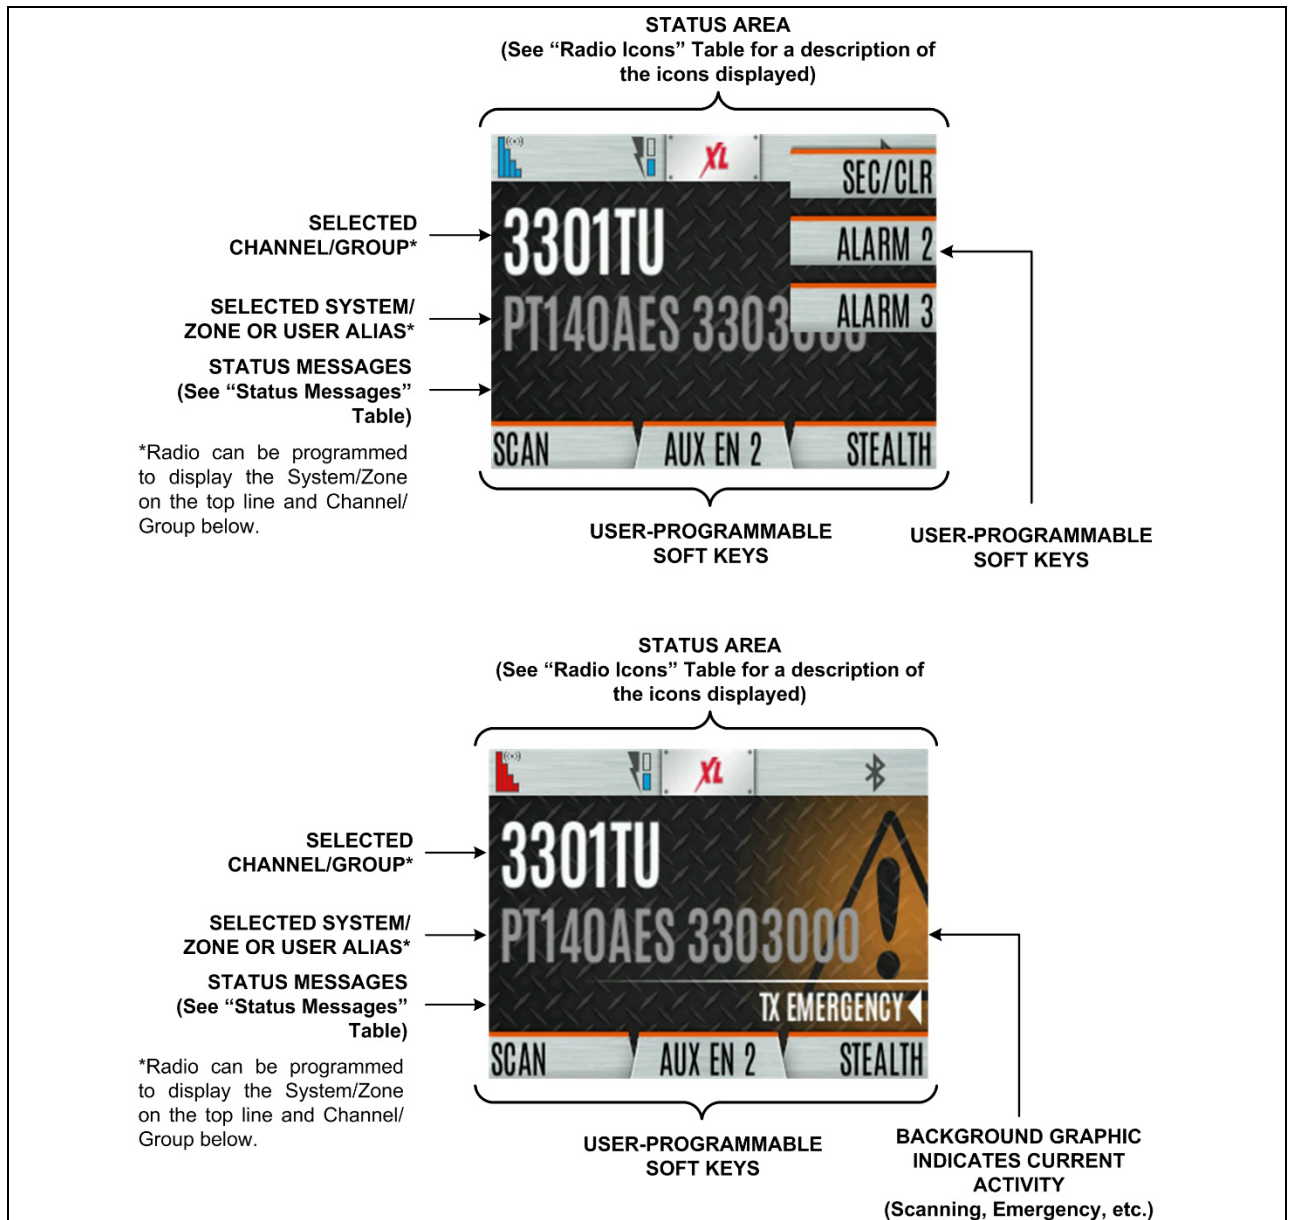 STATUS AREA
(See “Radio Icons” Table for a description of
the icons displayed)
XL
SEC/CLR
SELECTED
CHANNEL/GROUP*
3301TU
ALARM 2
SELECTED SYSTEM/
ZONE OR USER ALIAS*
PT140AES 3303000
ALARM 3
STATUS MESSAGES
(See “Status Messages”
Table)
*Radio can be programmed
to display the System/Zone
on the top line and Channel/
Group below.
SCAN AUX EN 2 STEALTH
USER-PROGRAMMABLE
SOFT KEYS
USER-PROGRAMMABLE
SOFT KEYS
STATUS AREA
(See “Radio Icons” Table for a description of
the icons displayed)
XL
SELECTED
CHANNEL/GROUP*
3301TU
SELECTED SYSTEM/
ZONE OR USER ALIAS*
PT140AES 3303000
STATUS MESSAGES
(See “Status Messages”
Table)
TX EMERGENCY
*Radio can be programmed
to display the System/Zone
on the top line and Channel/
Group below.
SCAN AUX EN 2 STEALTH
USER-PROGRAMMABLE
SOFT KEYS
BACKGROUND GRAPHIC
INDICATES CURRENT
ACTIVITY
(Scanning, Emergency, etc.)